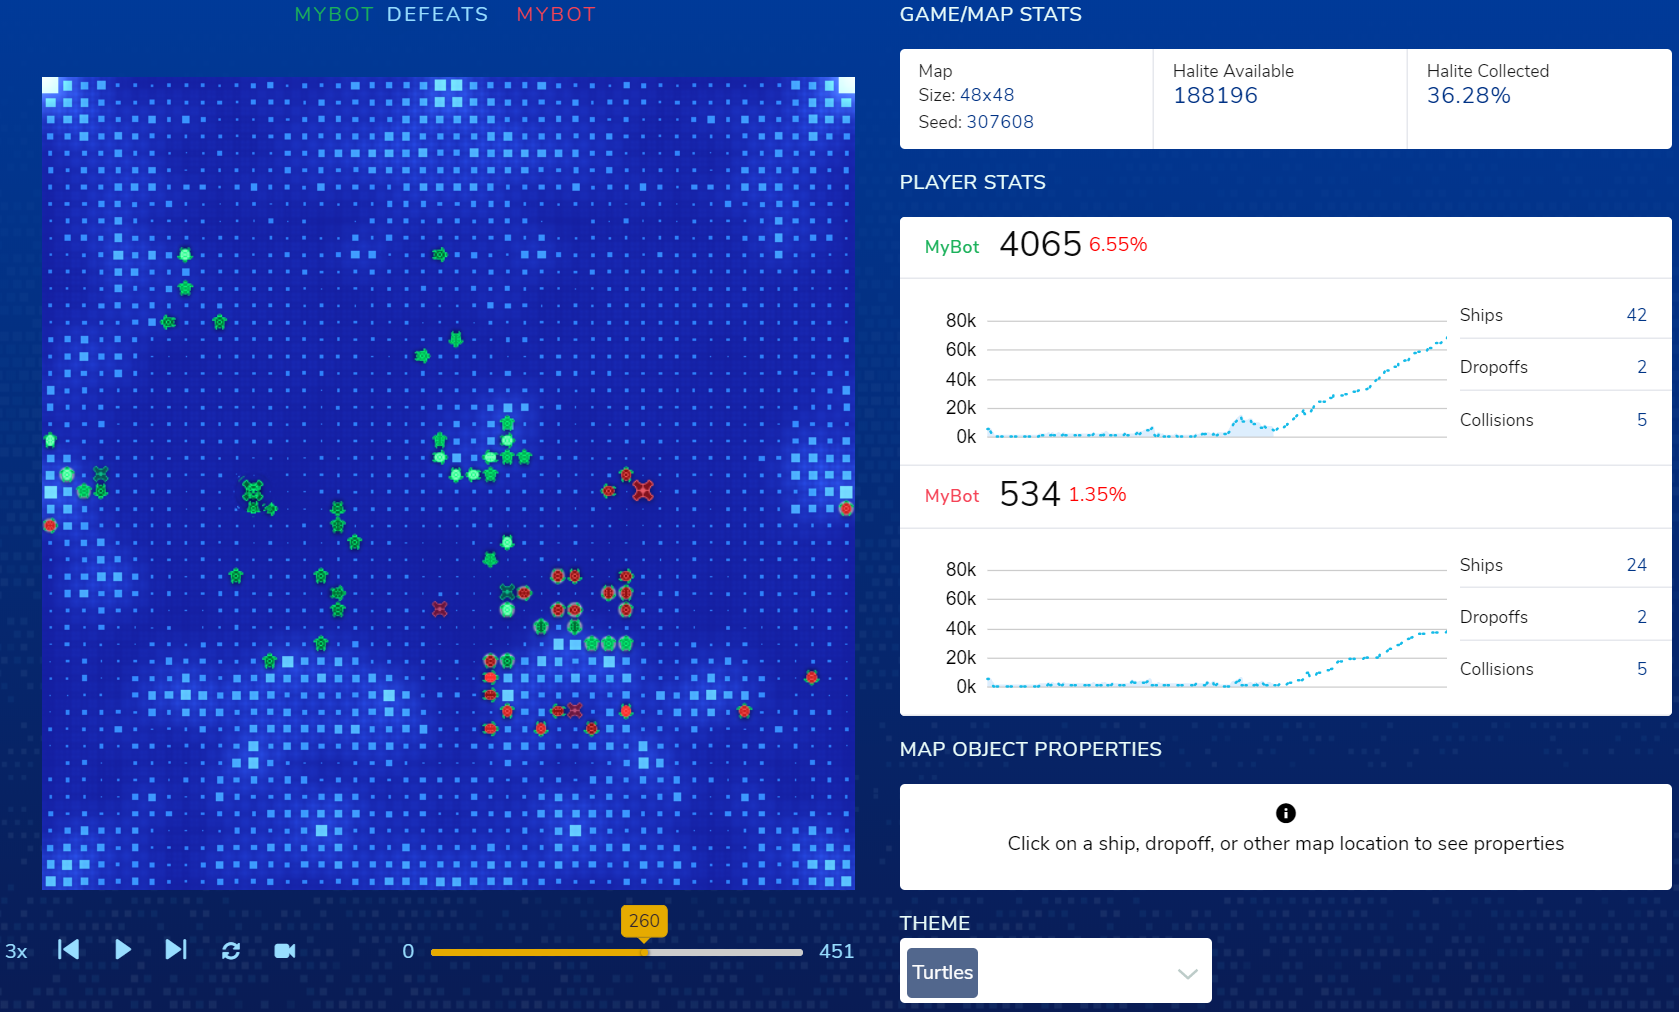 MYBOT DEFEATS MYBOT
GAME/MAP STATS
Map
Size: 48x48
Seed: 307608
Halite Available
188196
Halite Collected
36.28%
PLAYER STATS
MyBot 4065 6.55%
80k
60k
40k
20k
0k
Ships 42
Dropoffs 2
Collisions 5
MyBot 534 1.35%
80k
60k
40k
20k
0k
Ships 24
Dropoffs 2
Collisions 5
MAP OBJECT PROPERTIES
Click on a ship, dropoff, or other map location to see properties
260
3x 0 451
THEME
Turtles